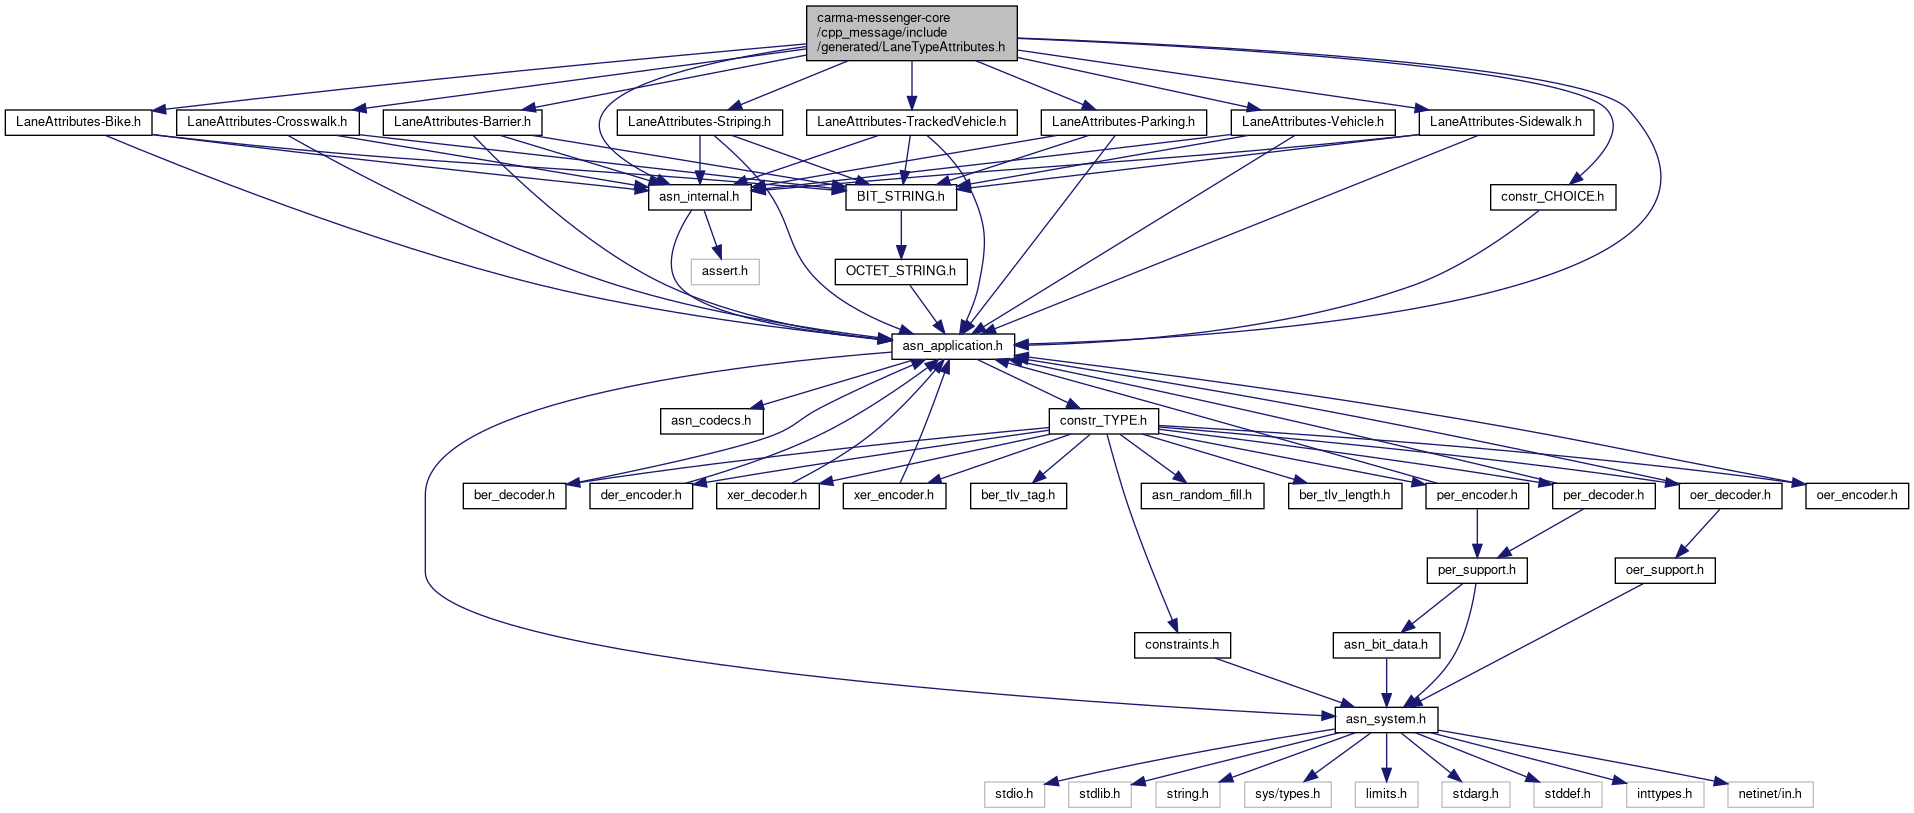 carma-messenger-core
/cpp_message/include
/generated/LaneTypeAttributes.h
LaneAttributes-Bike.h
LaneAttributes-Crosswalk.h
LaneAttributes-Barrier.h
LaneAttributes-Striping.h
LaneAttributes-TrackedVehicle.h
LaneAttributes-Parking.h
LaneAttributes-Vehicle.h
LaneAttributes-Sidewalk.h
asn_internal.h
BIT_STRING.h
constr_CHOICE.h
assert.h
OCTET_STRING.h
asn_application.h
asn_codecs.h
constr_TYPE.h
ber_decoder.h
der_encoder.h
xer_decoder.h
xer_encoder.h
ber_tlv_tag.h
asn_random_fill.h
ber_tlv_length.h
per_encoder.h
per_decoder.h
oer_decoder.h
oer_encoder.h
per_support.h
oer_support.h
constraints.h
asn_bit_data.h
asn_system.h
stdio.h
stdlib.h
string.h
sys/types.h
limits.h
stdarg.h
stddef.h
inttypes.h
netinet/in.h